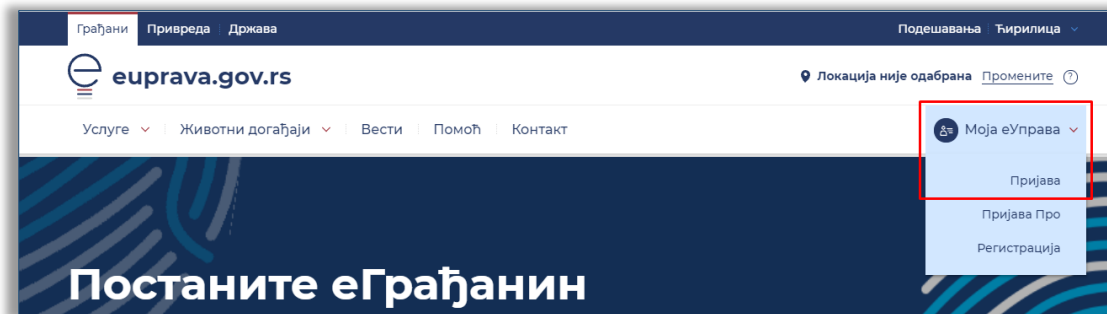 Грађани Привреда Држава Подешавања Ћирилица
euprava.gov.rs Локација није одабрана Промените ?
Услуге Животни догађаји Вести Помоћ Контакт Моја еУправа
Пријава
Пријава Про
Регистрација
Постаните еГрађанин